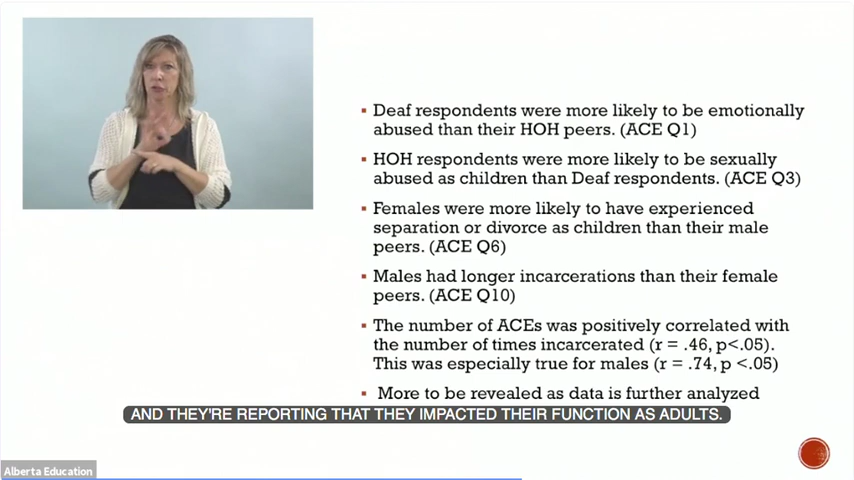 Deaf respondents were more likely to be emotionally
abused than their HOH peers. (ACE Q1)
HOH respondents were more likely to be sexually
abused as children than Deaf respondents. (ACE Q3)
Females were more likely to have experienced
separation or divorce as children than their male
peers. (ACE Q6)
Males had longer incarcerations than their female
peers. (ACE Q10)
The number of ACEs was positively correlated with
the number of times incarcerated (r = .46, p<.05).
This was especially true for males (r = .74, p <.05)
More to be revealed as data is further analyzed
AND THEY'RE REPORTING THAT THEY IMPACTED THEIR FUNCTION AS ADULTS.
Alberta Education